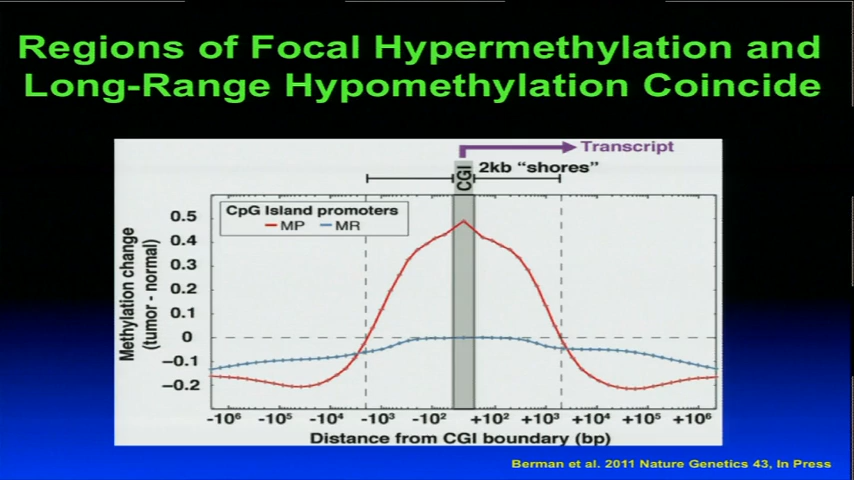 Regions of Focal Hypermethylation and
Long-Range Hypomethylation Coincide
Transcript
2kb “shores”
CGI
CpG Island promoters
MP MR
Methylation change
(tumor - normal)
0.5
0.4
0.3
0.2
0.1
0
−0.1
−0.2
-10⁶ -10⁵ -10⁴ -10³ -10² +10² +10³ +10⁴ +10⁵ +10⁶
Distance from CGI boundary (bp)
Berman et al. 2011 Nature Genetics 43, In Press